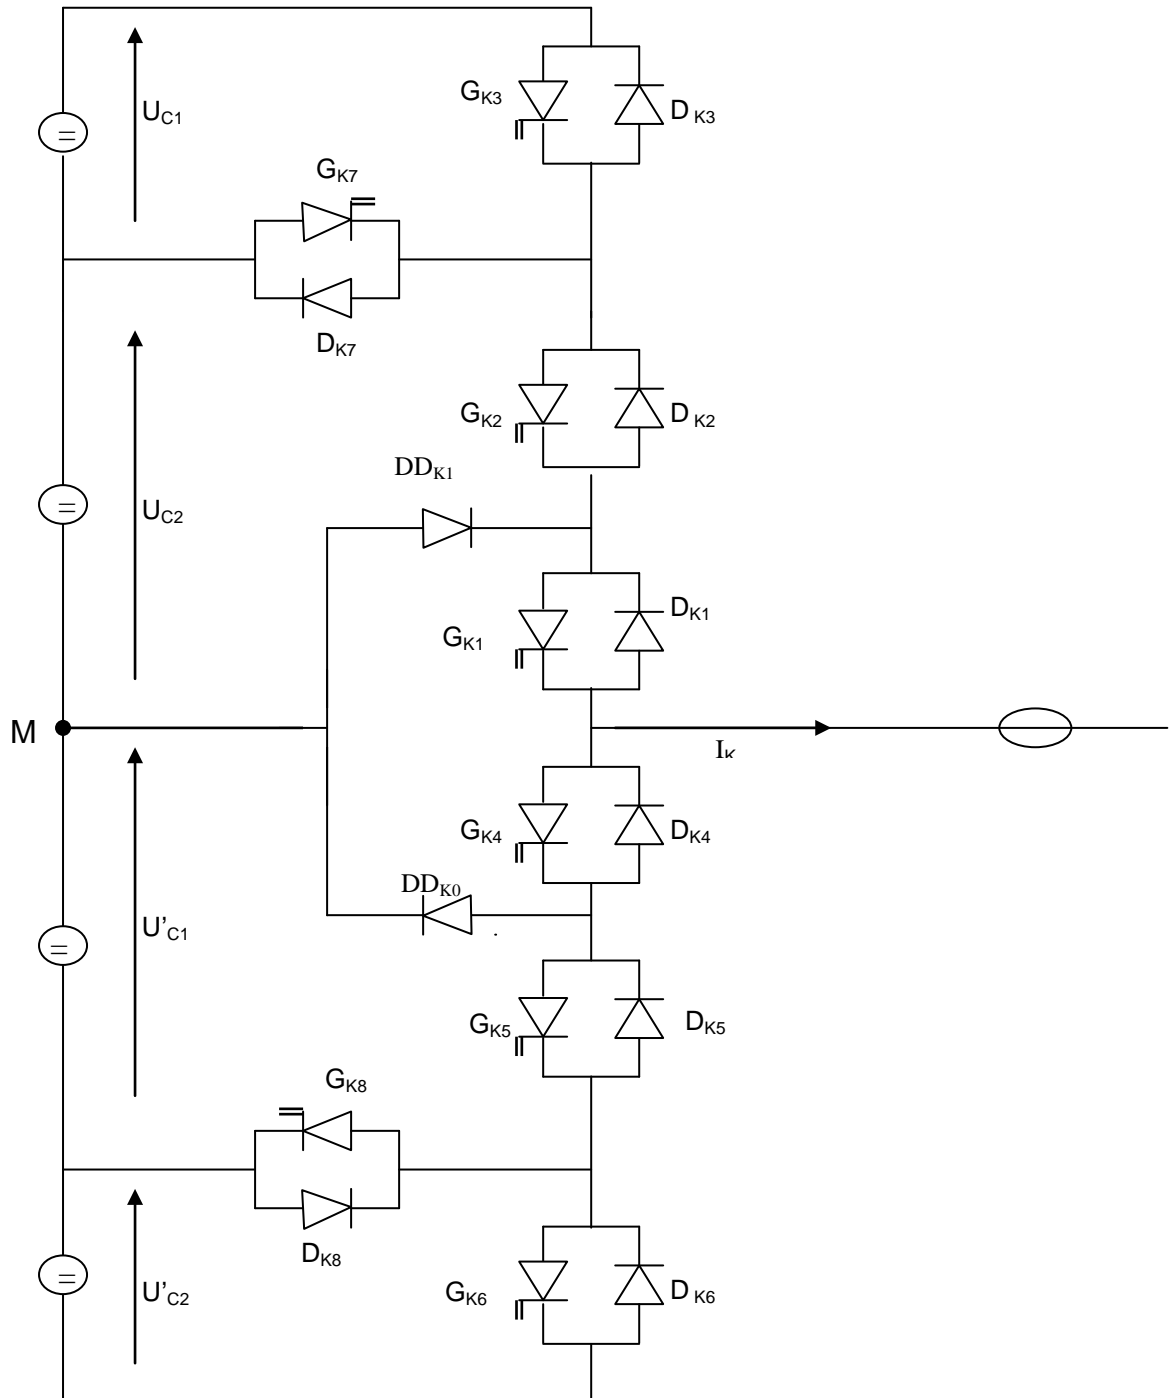 G_K3
D_K3
U_C1
G_K7
D_K7
G_K2
D_K2
DD_K1
U_C2
D_K1
G_K1
M
I_K
G_K4
D_K4
DD_K0
U'_C1
G_K5
D_K5
G_K8
D_K8
G_K6
D_K6
U'_C2